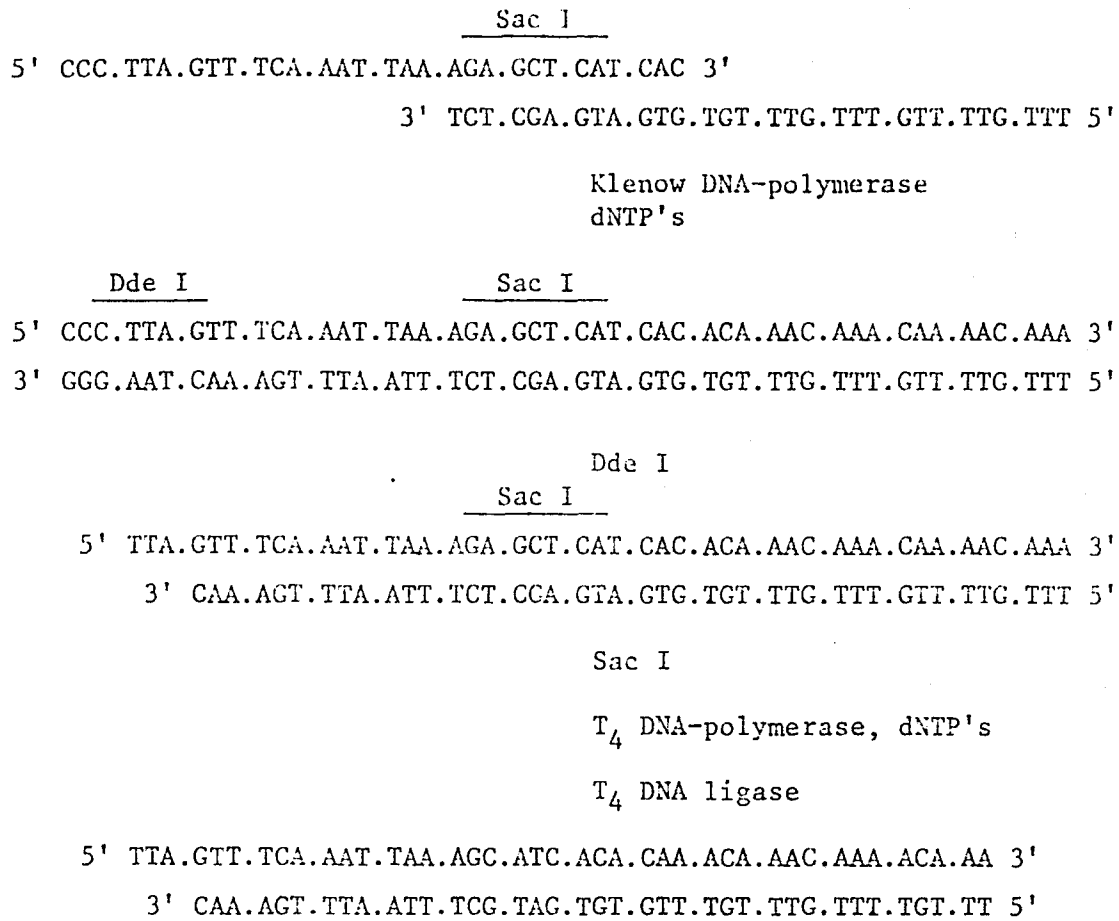 Sac I
5' CCC.TTA.GTT.TCA.AAT.TAA.AGA.GCT.CAT.CAC 3'
3' TCT.CGA.GTA.GTG.TGT.TTG.TTT.GTT.TTG.TTT 5'
Klenow DNA-polymerase
dNTP's
Dde I Sac I
5' CCC.TTA.GTT.TCA.AAT.TAA.AGA.GCT.CAT.CAC.ACA.AAC.AAA.CAA.AAC.AAA 3'
3' GGG.AAT.CAA.AGT.TTA.ATT.TCT.CGA.GTA.GTG.TGT.TTG.TTT.GTT.TTG.TTT 5'
Dde I
Sac I
5' TTA.GTT.TCA.AAT.TAA.AGA.GCT.CAT.CAC.ACA.AAC.AAA.CAA.AAC.AAA 3'
3' CAA.AGT.TTA.ATT.TCT.CCA.GTA.GTG.TGT.TTG.TTT.GTT.TTG.TTT 5'
Sac I
T4 DNA-polymerase, dNTP's
T4 DNA ligase
5' TTA.GTT.TCA.AAT.TAA.AGC.ATC.ACA.CAA.ACA.AAC.AAA.ACA.AA 3'
3' CAA.AGT.TTA.ATT.TCG.TAG.TGT.GTT.TGT.TTG.TTT.TGT.TT 5'